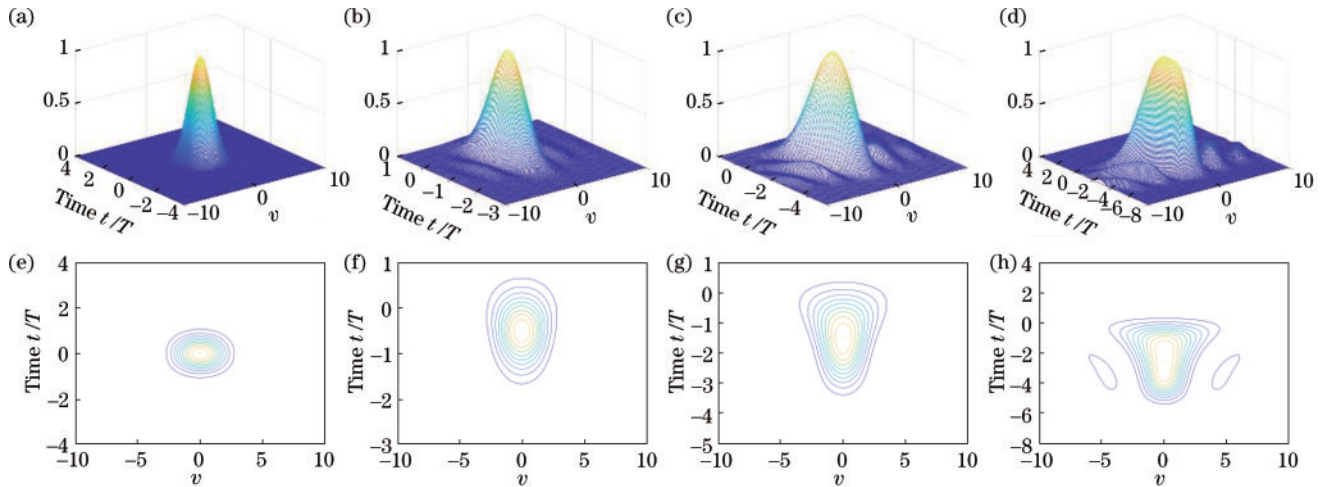 (a) (b) (c) (d)
1 1 1 1
0.5 0.5 0.5 0.5
0 0 0 0
4 2 0 −2 −4 1 0 −1 −2 −3 0 −2 −4 4 2 0 −2 −4 −6 −8
−10 0 10 −10 0 10 −10 0 10 −10 0 10
Time t/T v Time t/T v Time t/T v Time t/T v
(e) (f) (g) (h)
4 1 1 4
2 0 0 2
0 −1 −1 0
−2 −2 −2 −2
−4 −3 −3 −4
−4 −6
−5 −8
Time t/T Time t/T Time t/T Time t/T
−10 −5 0 5 10 −10 −5 0 5 10 −10 −5 0 5 10 −10 −5 0 5 10
v v v v